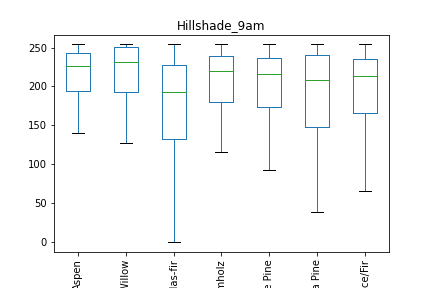 Hillshade_9am
250
200
150
100
50
0
Aspen
Willow
las-fir
mholz
e Pine
a Pine
ce/Fir